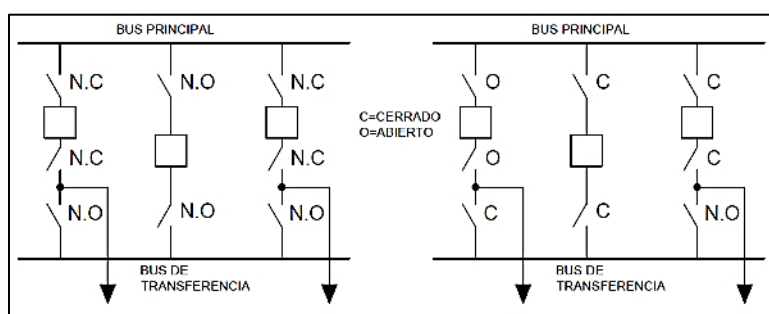 BUS PRINCIPAL
BUS PRINCIPAL
N.C
N.O
N.C
O
C
C
C=CERRADO
O=ABIERTO
N.C
N.C
O
C
N.O
N.O
N.O
C
C
N.O
BUS DE
TRANSFERENCIA
BUS DE
TRANSFERENCIA